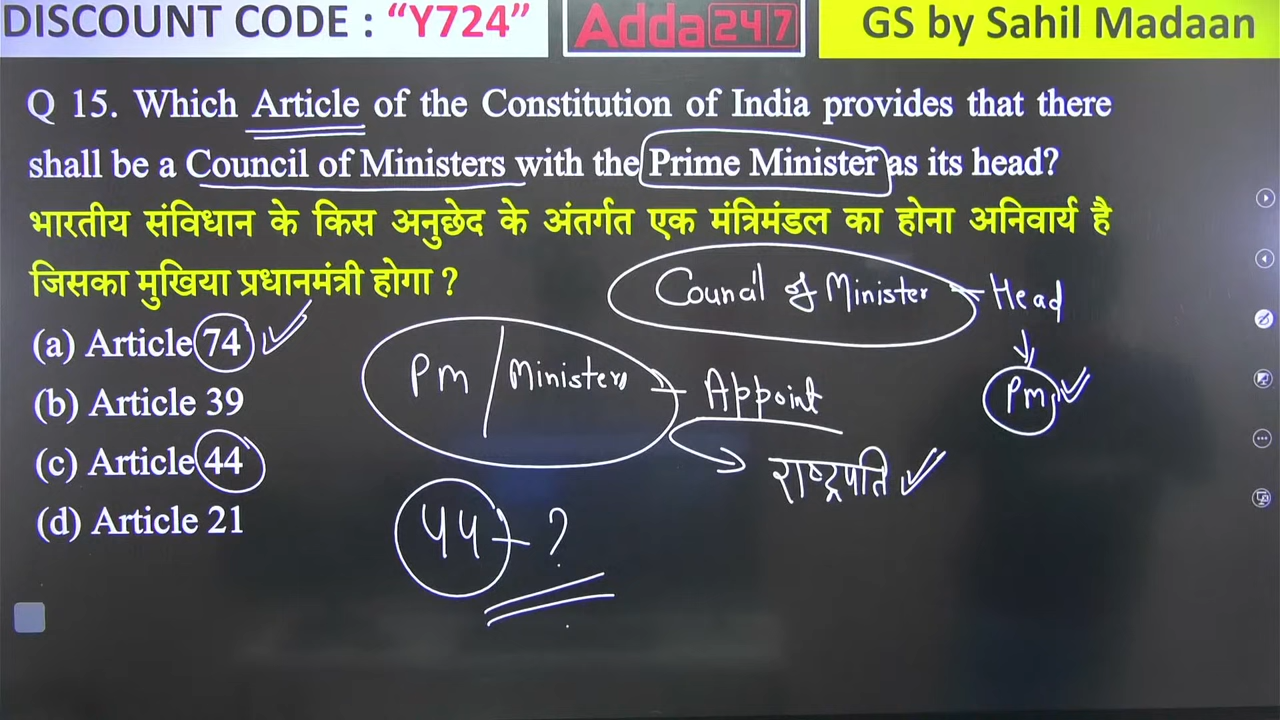 DISCOUNT CODE : "Y724"
Adda247
GS by Sahil Madaan
Q 15. Which Article of the Constitution of India provides that there
shall be a Council of Ministers with the Prime Minister as its head?
भारतीय संविधान के किस अनुछेद के अंतर्गत एक मंत्रिमंडल का होना अनिवार्य है
जिसका मुखिया प्रधानमंत्री होगा ?
(a) Article 74
(b) Article 39
(c) Article 44
(d) Article 21
Council of Minister - Head
Pm
Pm / Ministers - Appoint
राष्ट्रपति
44 - ?